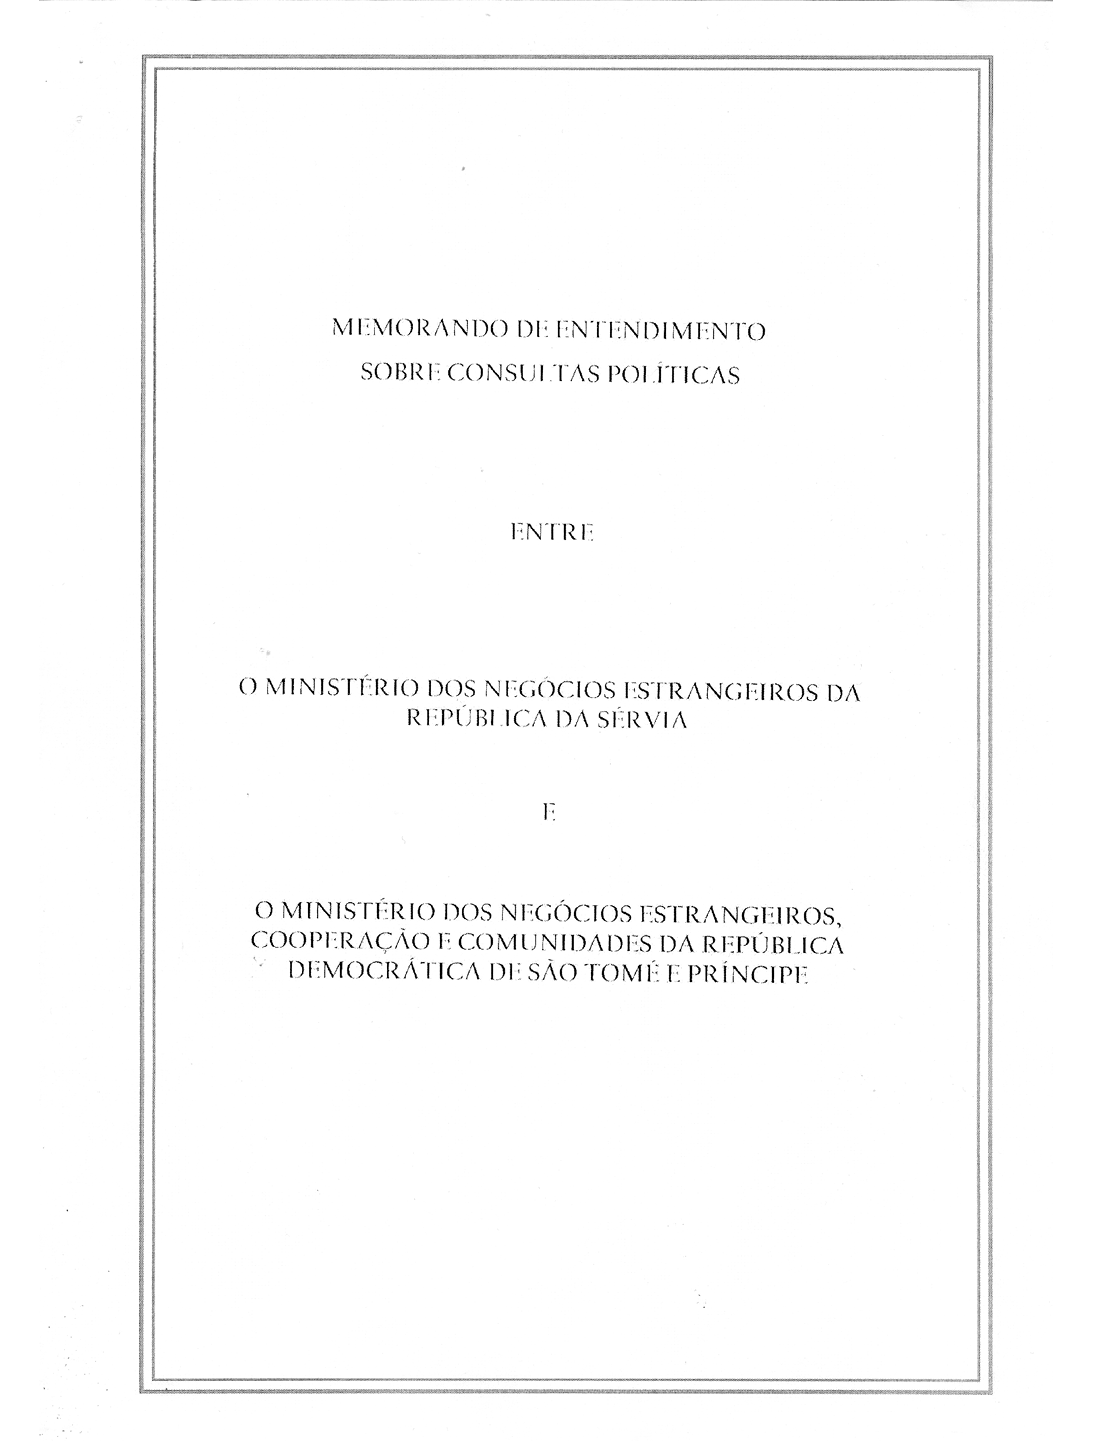 MEMORANDO DE ENTENDIMENTO
SOBRE CONSULTAS POLÍTICAS
ENTRE
O MINISTÉRIO DOS NEGÓCIOS ESTRANGEIROS DA
REPÚBLICA DA SÉRVIA
E
O MINISTÉRIO DOS NEGÓCIOS ESTRANGEIROS,
COOPERAÇÃO E COMUNIDADES DA REPÚBLICA
DEMOCRÁTICA DE SÃO TOMÉ E PRÍNCIPE